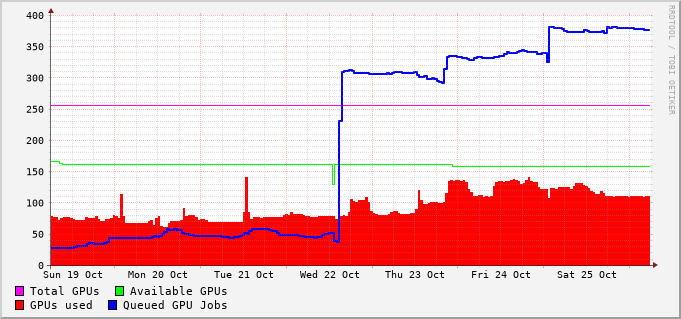 400
350
300
250
200
150
100
50
0
Sun 19 Oct Mon 20 Oct Tue 21 Oct Wed 22 Oct Thu 23 Oct Fri 24 Oct Sat 25 Oct
Total GPUs Available GPUs
GPUs used Queued GPU Jobs
RRDTOOL / TOBI OETIKER